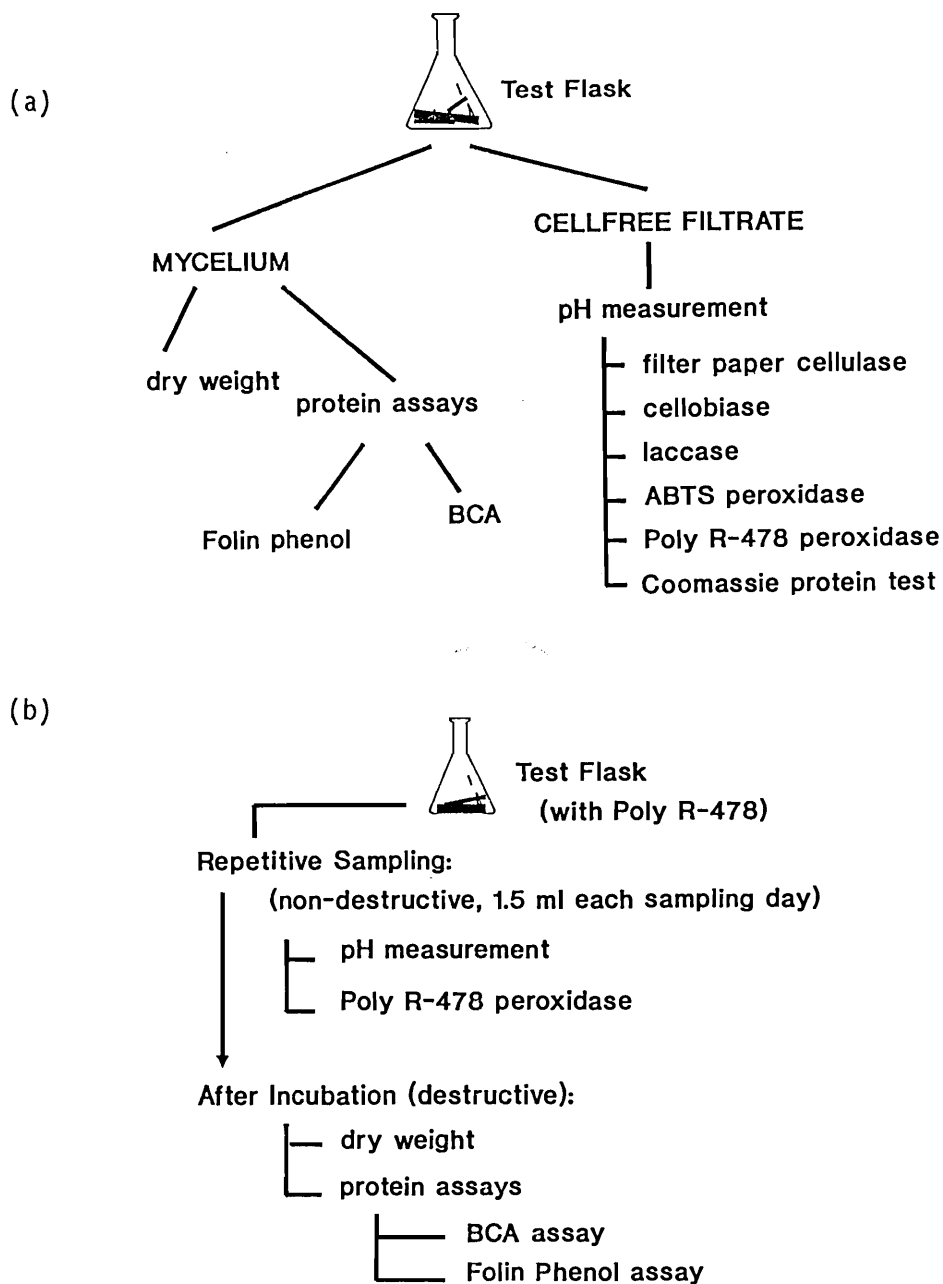 (a)
Test Flask
CELLFREE FILTRATE
MYCELIUM
pH measurement
dry weight
filter paper cellulase
protein assays
cellobiase
laccase
ABTS peroxidase
BCA
Folin phenol
Poly R-478 peroxidase
Coomassie protein test
(b)
Test Flask
(with Poly R-478)
Repetitive Sampling:
(non-destructive, 1.5 ml each sampling day)
pH measurement
Poly R-478 peroxidase
After Incubation (destructive):
dry weight
protein assays
BCA assay
Folin Phenol assay